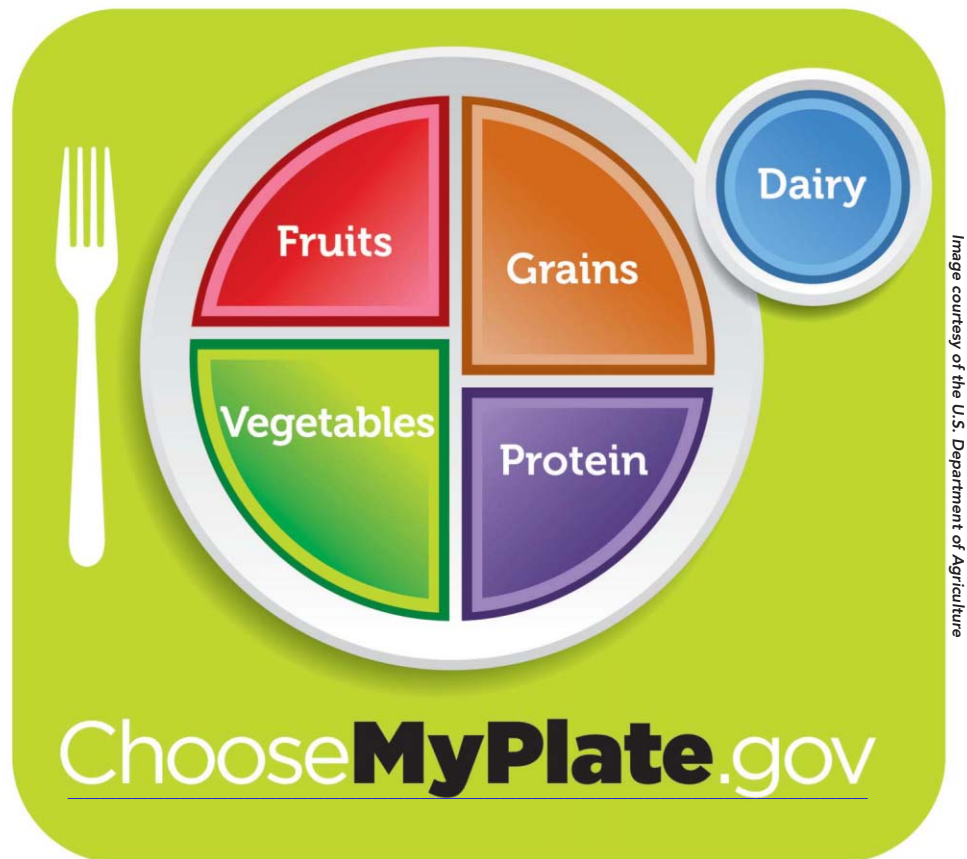 Fruits
Grains
Dairy
Vegetables
Protein
ChooseMyPlate.gov
Image courtesy of the U.S. Department of Agriculture